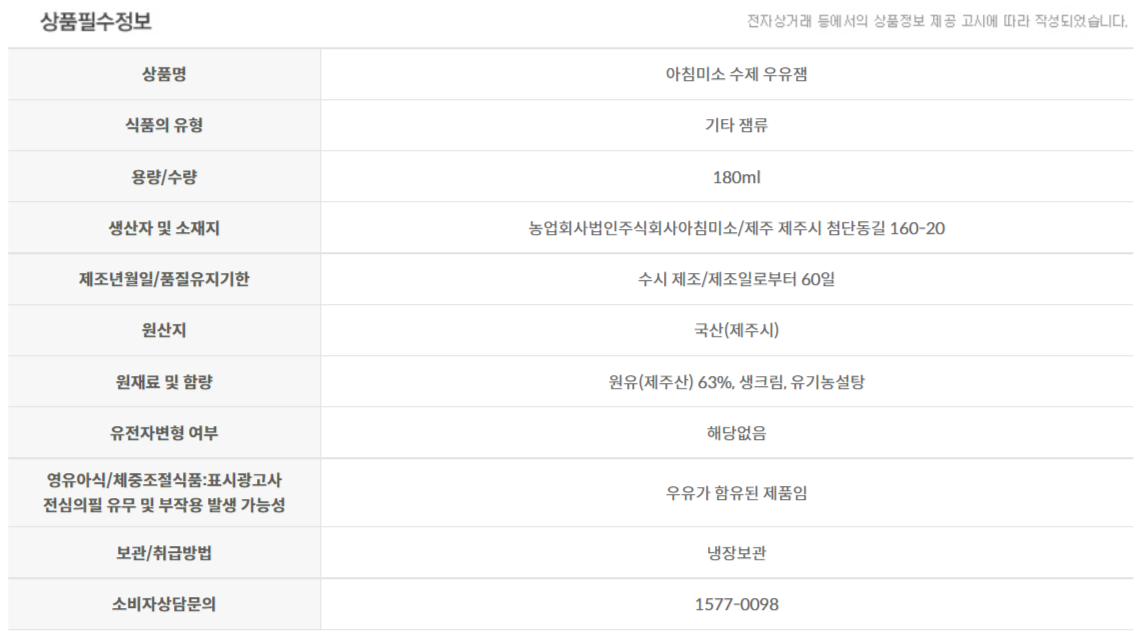 상품필수정보
전자상거래 등에서의 상품정보 제공 고시에 따라 작성되었습니다.
상품명
아침미소 수제 우유잼
식품의 유형
기타 잼류
용량/수량
180ml
생산자 및 소재지
농업회사법인주식회사아침미소/제주 제주시 첨단동길 160-20
제조년월일/품질유지기한
수시 제조/제조일로부터 60일
원산지
국산(제주시)
원재료 및 함량
원유(제주산) 63%, 생크림, 유기농설탕
유전자변형 여부
해당없음
영유아식/체중조절식품:표시광고사
전심의필 유무 및 부작용 발생 가능성
우유가 함유된 제품임
보관/취급방법
냉장보관
소비자상담문의
1577-0098